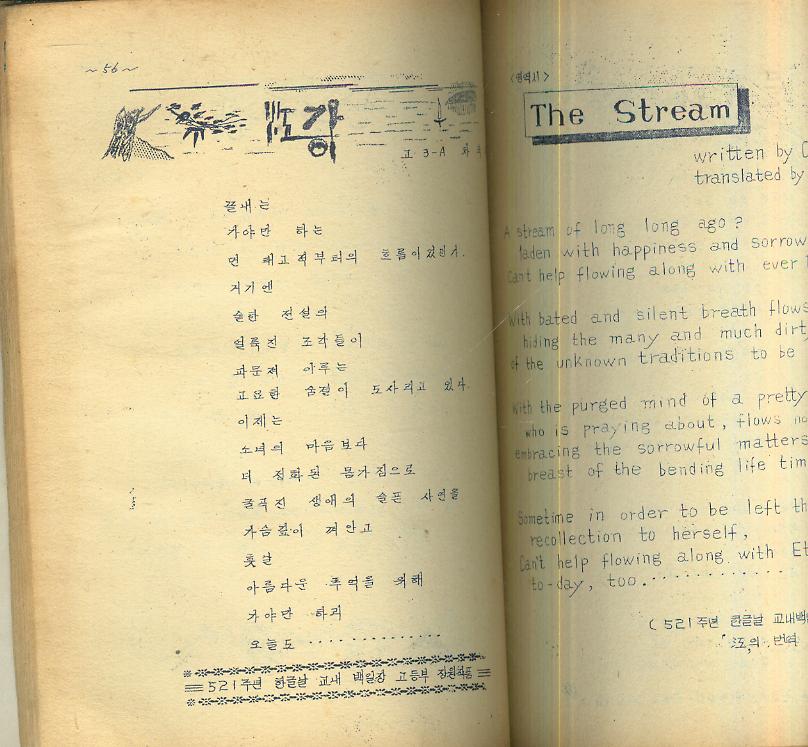 ~56~
강
고 3-A
끝내는
가야만 하는
먼 태고적부터의 흐름이었던가.
거기엔
숱한 전설의
얼룩진 조각들이
파문져 이루는
고요한 숨결이 도사리고 있다.
이제는
소녀의 마음보다
더 정화된 몸가짐으로
굴곡진 생애의 슬픈 사연을
가슴깊이 껴안고
훗날
아름다운 추억을 위해
가야만 하리
오늘도 ··············
521주년 한글날 교내 백일장 고등부 장원작품
<영역시>
The Stream
written by
translated by
A stream of long long ago?
laden with happiness and sorrow
Can't help flowing along with ever
With bated and silent breath flows
hiding the many and much dirty
of the unknown traditions to be
With the purged mind of a pretty
who is praying about, flows
embracing the sorrowful matters
breast of the bending life time
Sometime in order to be left
recollection to herself,
Can't help flowing along with
to-day, too.··············
(521주년 한글날 교내백
「江」의 번역